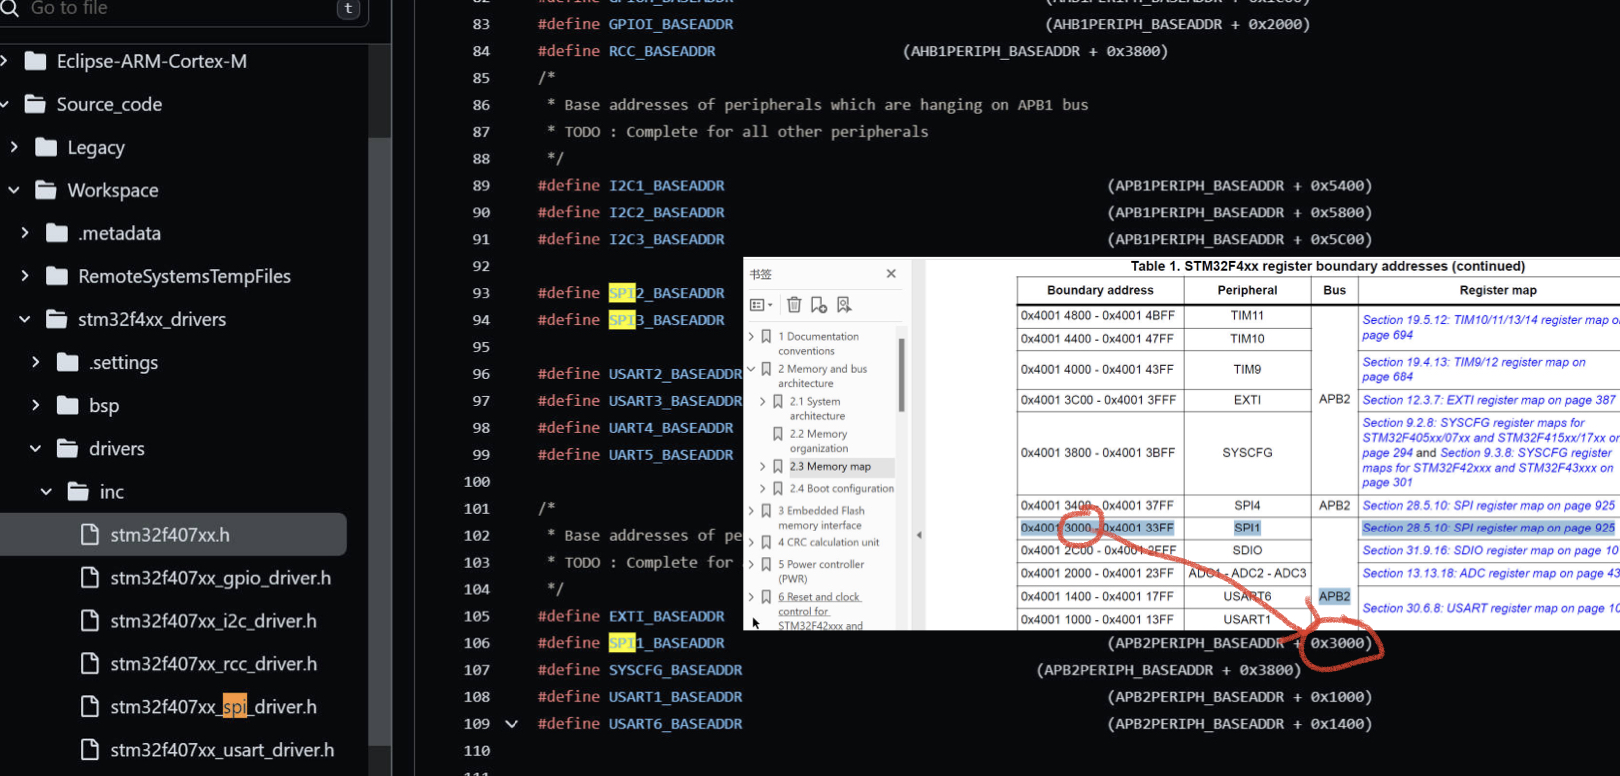 Go to file
t
Eclipse-ARM-Cortex-M
Source_code
Legacy
Workspace
.metadata
RemoteSystemsTempFiles
stm32f4xx_drivers
.settings
bsp
drivers
inc
stm32f407xx.h
stm32f407xx_gpio_driver.h
stm32f407xx_i2c_driver.h
stm32f407xx_rcc_driver.h
stm32f407xx_spi_driver.h
stm32f407xx_usart_driver.h
83 #define GPIOI_BASEADDR (AHB1PERIPH_BASEADDR + 0x2000)
84 #define RCC_BASEADDR (AHB1PERIPH_BASEADDR + 0x3800)
85 /*
86 * Base addresses of peripherals which are hanging on APB1 bus
87 * TODO : Complete for all other peripherals
88 */
89 #define I2C1_BASEADDR (APB1PERIPH_BASEADDR + 0x5400)
90 #define I2C2_BASEADDR (APB1PERIPH_BASEADDR + 0x5800)
91 #define I2C3_BASEADDR (APB1PERIPH_BASEADDR + 0x5C00)
92
93 #define SPI2_BASEADDR
94 #define SPI3_BASEADDR
95
96 #define USART2_BASEADDR
97 #define USART3_BASEADDR
98 #define UART4_BASEADDR
99 #define UART5_BASEADDR
100
101 /*
102 * Base addresses of pe
103 * TODO : Complete for
104 */
105 #define EXTI_BASEADDR
106 #define SPI1_BASEADDR (APB2PERIPH_BASEADDR + 0x3000)
107 #define SYSCFG_BASEADDR (APB2PERIPH_BASEADDR + 0x3800)
108 #define USART1_BASEADDR (APB2PERIPH_BASEADDR + 0x1000)
109 #define USART6_BASEADDR (APB2PERIPH_BASEADDR + 0x1400)
110
书签
1 Documentation
conventions
2 Memory and bus
architecture
2.1 System
architecture
2.2 Memory
organization
2.3 Memory map
2.4 Boot configuration
3 Embedded Flash
memory interface
4 CRC calculation unit
5 Power controller
(PWR)
6 Reset and clock
control for
STM32F42xxx and
Table 1. STM32F4xx register boundary addresses (continued)
Boundary address Peripheral Bus Register map
0x4001 4800 - 0x4001 4BFF TIM11 Section 19.5.12: TIM10/11/13/14 register map o
0x4001 4400 - 0x4001 47FF TIM10 page 694
0x4001 4000 - 0x4001 43FF TIM9 Section 19.4.13: TIM9/12 register map on
page 684
0x4001 3C00 - 0x4001 3FFF EXTI APB2 Section 12.3.7: EXTI register map on page 387
0x4001 3800 - 0x4001 3BFF SYSCFG Section 9.2.8: SYSCFG register maps for
STM32F405xx/07xx and STM32F415xx/17xx on
page 294 and Section 9.3.8: SYSCFG register
maps for STM32F42xxx and STM32F43xxx on
page 301
0x4001 3400 - 0x4001 37FF SPI4 APB2 Section 28.5.10: SPI register map on page 925
0x4001 3000 - 0x4001 33FF SPI1 Section 28.5.10: SPI register map on page 925
0x4001 2C00 - 0x4001 2FFF SDIO Section 31.9.16: SDIO register map on page 10
0x4001 2000 - 0x4001 23FF ADC1 - ADC2 - ADC3 Section 13.13.18: ADC register map on page 43
0x4001 1400 - 0x4001 17FF USART6 APB2 Section 30.6.8: USART register map on page 10
0x4001 1000 - 0x4001 13FF USART1